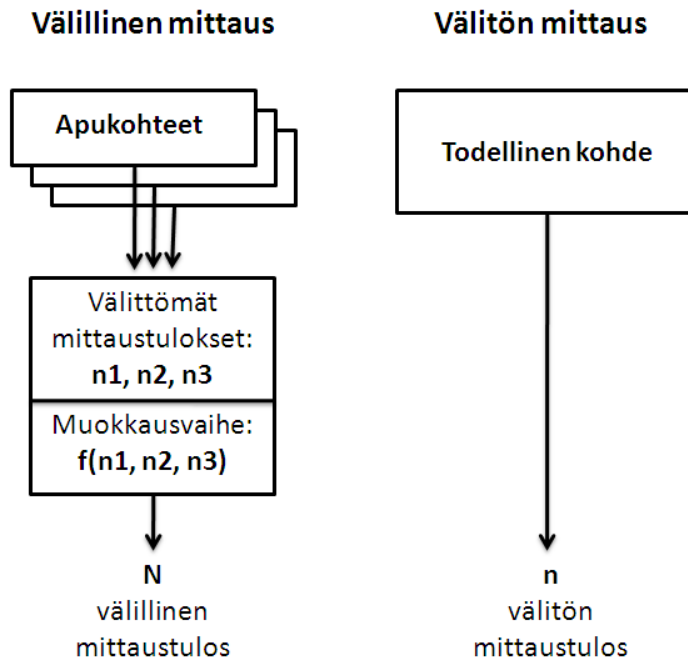 Välillinen mittaus
Apukohteet
Välittömät
mittaustulokset:
n1, n2, n3
Muokkausvaihe:
f(n1, n2, n3)
N
välillinen
mittaustulos
Välitön mittaus
Todellinen kohde
n
välitön
mittaustulos